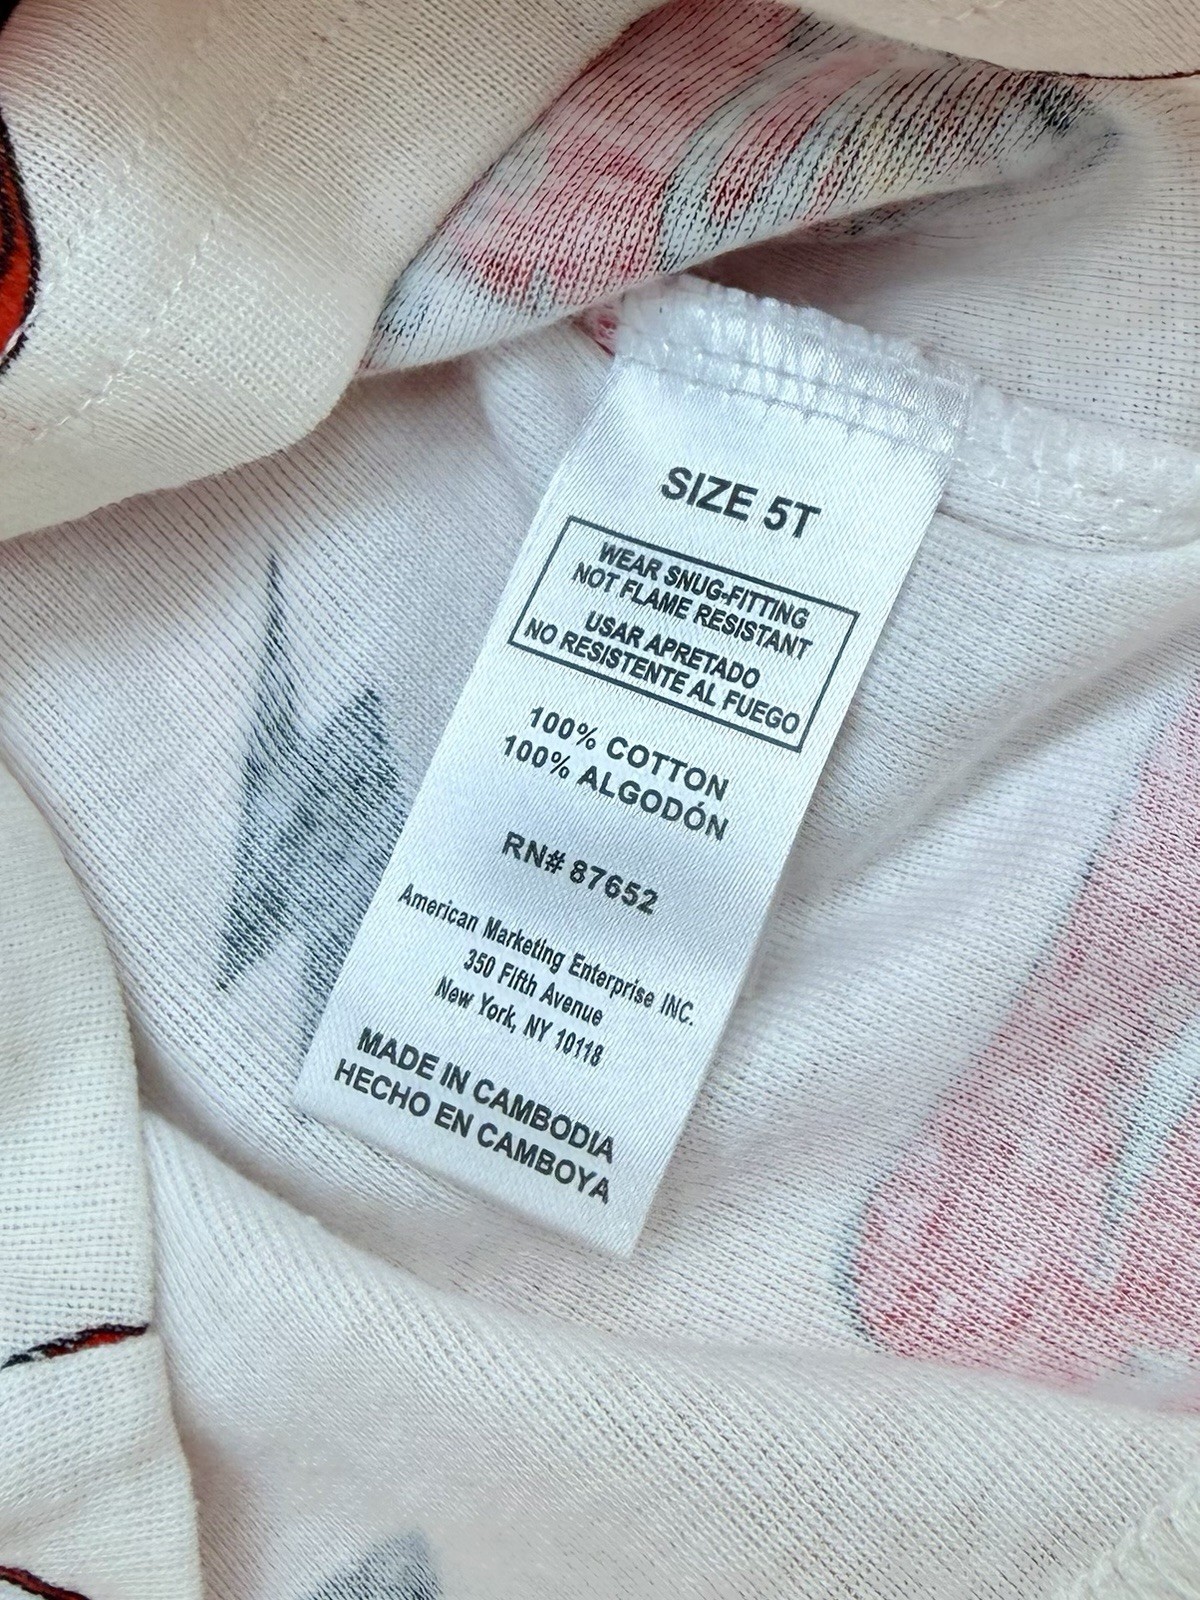 SIZE 5T
WEAR SNUG-FITTING
NOT FLAME RESISTANT
USAR APRETADO
NO RESISTENTE AL FUEGO
100% COTTON
100% ALGODÓN
RN# 87652
American Marketing Enterprise INC.
350 Fifth Avenue
New York, NY 10118
MADE IN CAMBODIA
HECHO EN CAMBOYA